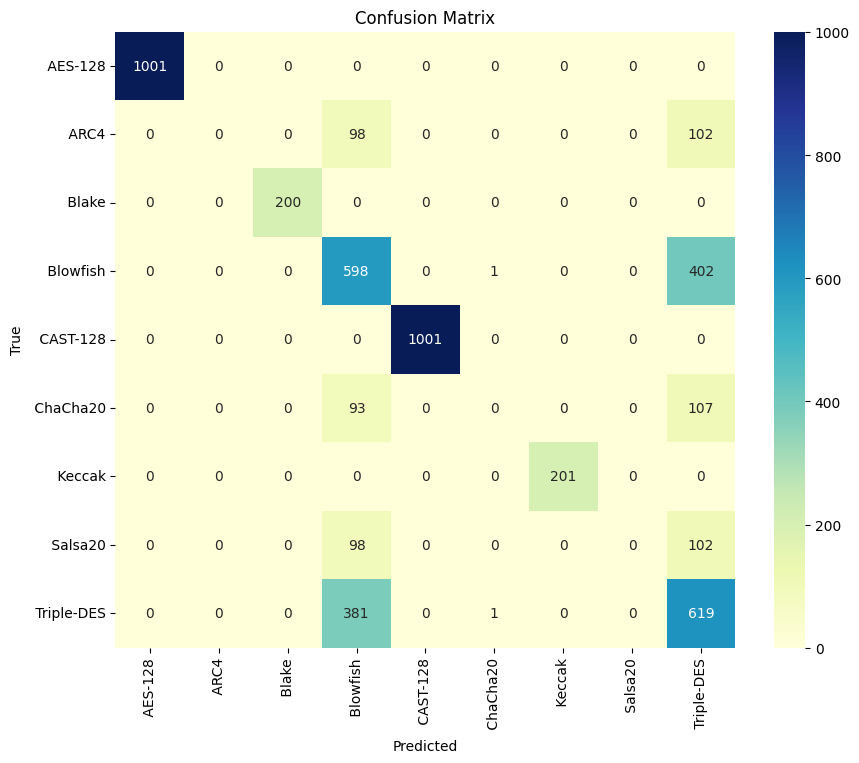 Confusion Matrix
True
AES-128 1001 0 0 0 0 0 0 0 0
ARC4 0 0 0 98 0 0 0 0 102
Blake 0 0 200 0 0 0 0 0 0
Blowfish 0 0 0 598 0 1 0 0 402
CAST-128 0 0 0 0 1001 0 0 0 0
ChaCha20 0 0 0 93 0 0 0 0 107
Keccak 0 0 0 0 0 0 201 0 0
Salsa20 0 0 0 98 0 0 0 0 102
Triple-DES 0 0 0 381 0 1 0 0 619
AES-128 ARC4 Blake Blowfish CAST-128 ChaCha20 Keccak Salsa20 Triple-DES
Predicted
1000
800
600
400
200
0